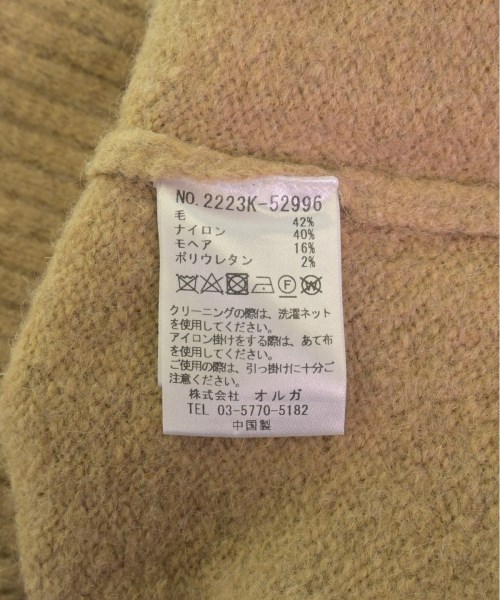 NO.2223K-52996
毛 42%
ナイロン 40%
モヘア 16%
ポリウレタン 2%
クリーニングの際は、洗濯ネット
を使用してください。
アイロン掛けをする際は、あて布
を使用してください。
ご使用の際は、引っ掛けに十分ご
注意ください。
株式会社 オルガ
TEL 03-5770-5182
中国製